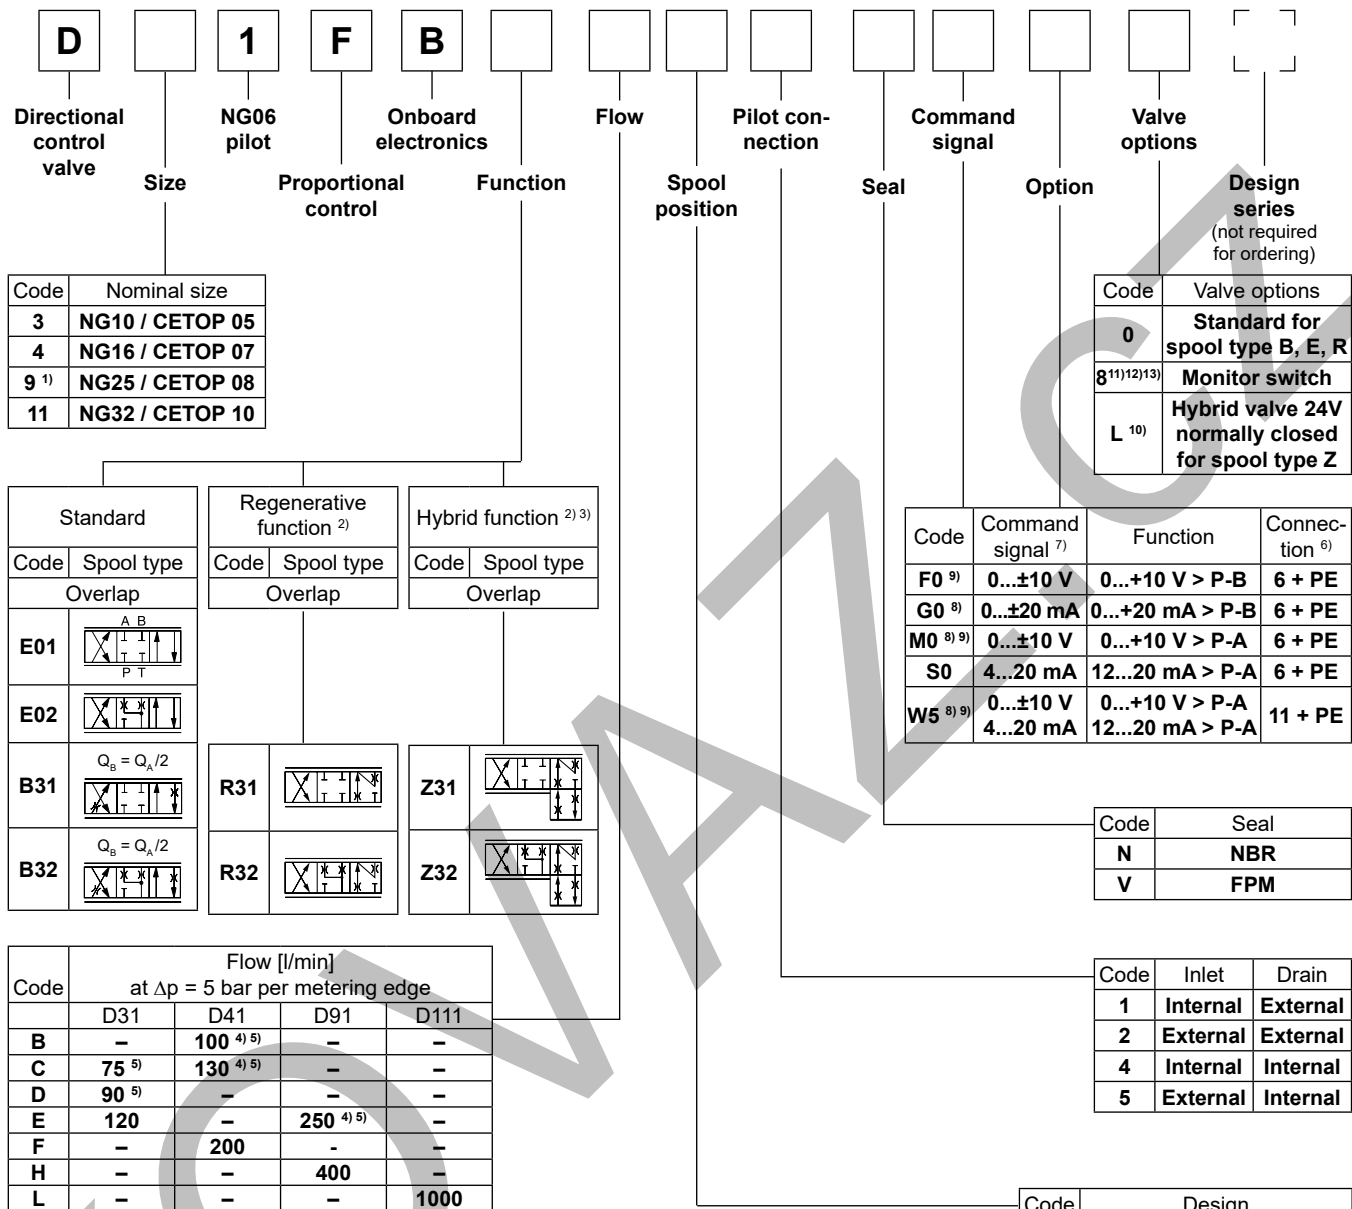 D 1 F B
Directional control valve
Size
NG06 pilot
Proportional control
Onboard electronics
Function
Flow
Spool position
Pilot con-nection
Seal
Command signal
Option
Valve options
Design series
(not required for ordering)
Code Nominal size
3 NG10 / CETOP 05
4 NG16 / CETOP 07
9 1) NG25 / CETOP 08
11 NG32 / CETOP 10
Code Valve options
0 Standard for spool type B, E, R
8 11)12)13) Monitor switch
L 10) Hybrid valve 24V normally closed for spool type Z
Standard
Code Spool type
Overlap
E01 A B P T
E02
B31 QB = QA/2
B32 QB = QA/2
Regenerative function 2)
Code Spool type
Overlap
R31
R32
Hybrid function 2) 3)
Code Spool type
Overlap
Z31
Z32
Code Command signal 7) Function Connec-tion 6)
F0 9) 0...±10 V 0...+10 V > P-B 6 + PE
G0 8) 0...±20 mA 0...+20 mA > P-B 6 + PE
M0 8) 9) 0...±10 V 0...+10 V > P-A 6 + PE
S0 4...20 mA 12...20 mA > P-A 6 + PE
W5 8) 9) 0...±10 V 4...20 mA 0...+10 V > P-A 12...20 mA > P-A 11 + PE
Code Seal
N NBR
V FPM
Code Inlet Drain
1 Internal External
2 External External
4 Internal Internal
5 External Internal
Code Flow [l/min] at Δp = 5 bar per metering edge
D31 D41 D91 D111
B – 100 4) 5) – –
C 75 5) 130 4) 5) – –
D 90 5) – – –
E 120 – 250 4) 5) –
F – 200 - –
H – – 400 –
L – – – 1000
Code Design
OVAZ.CZ